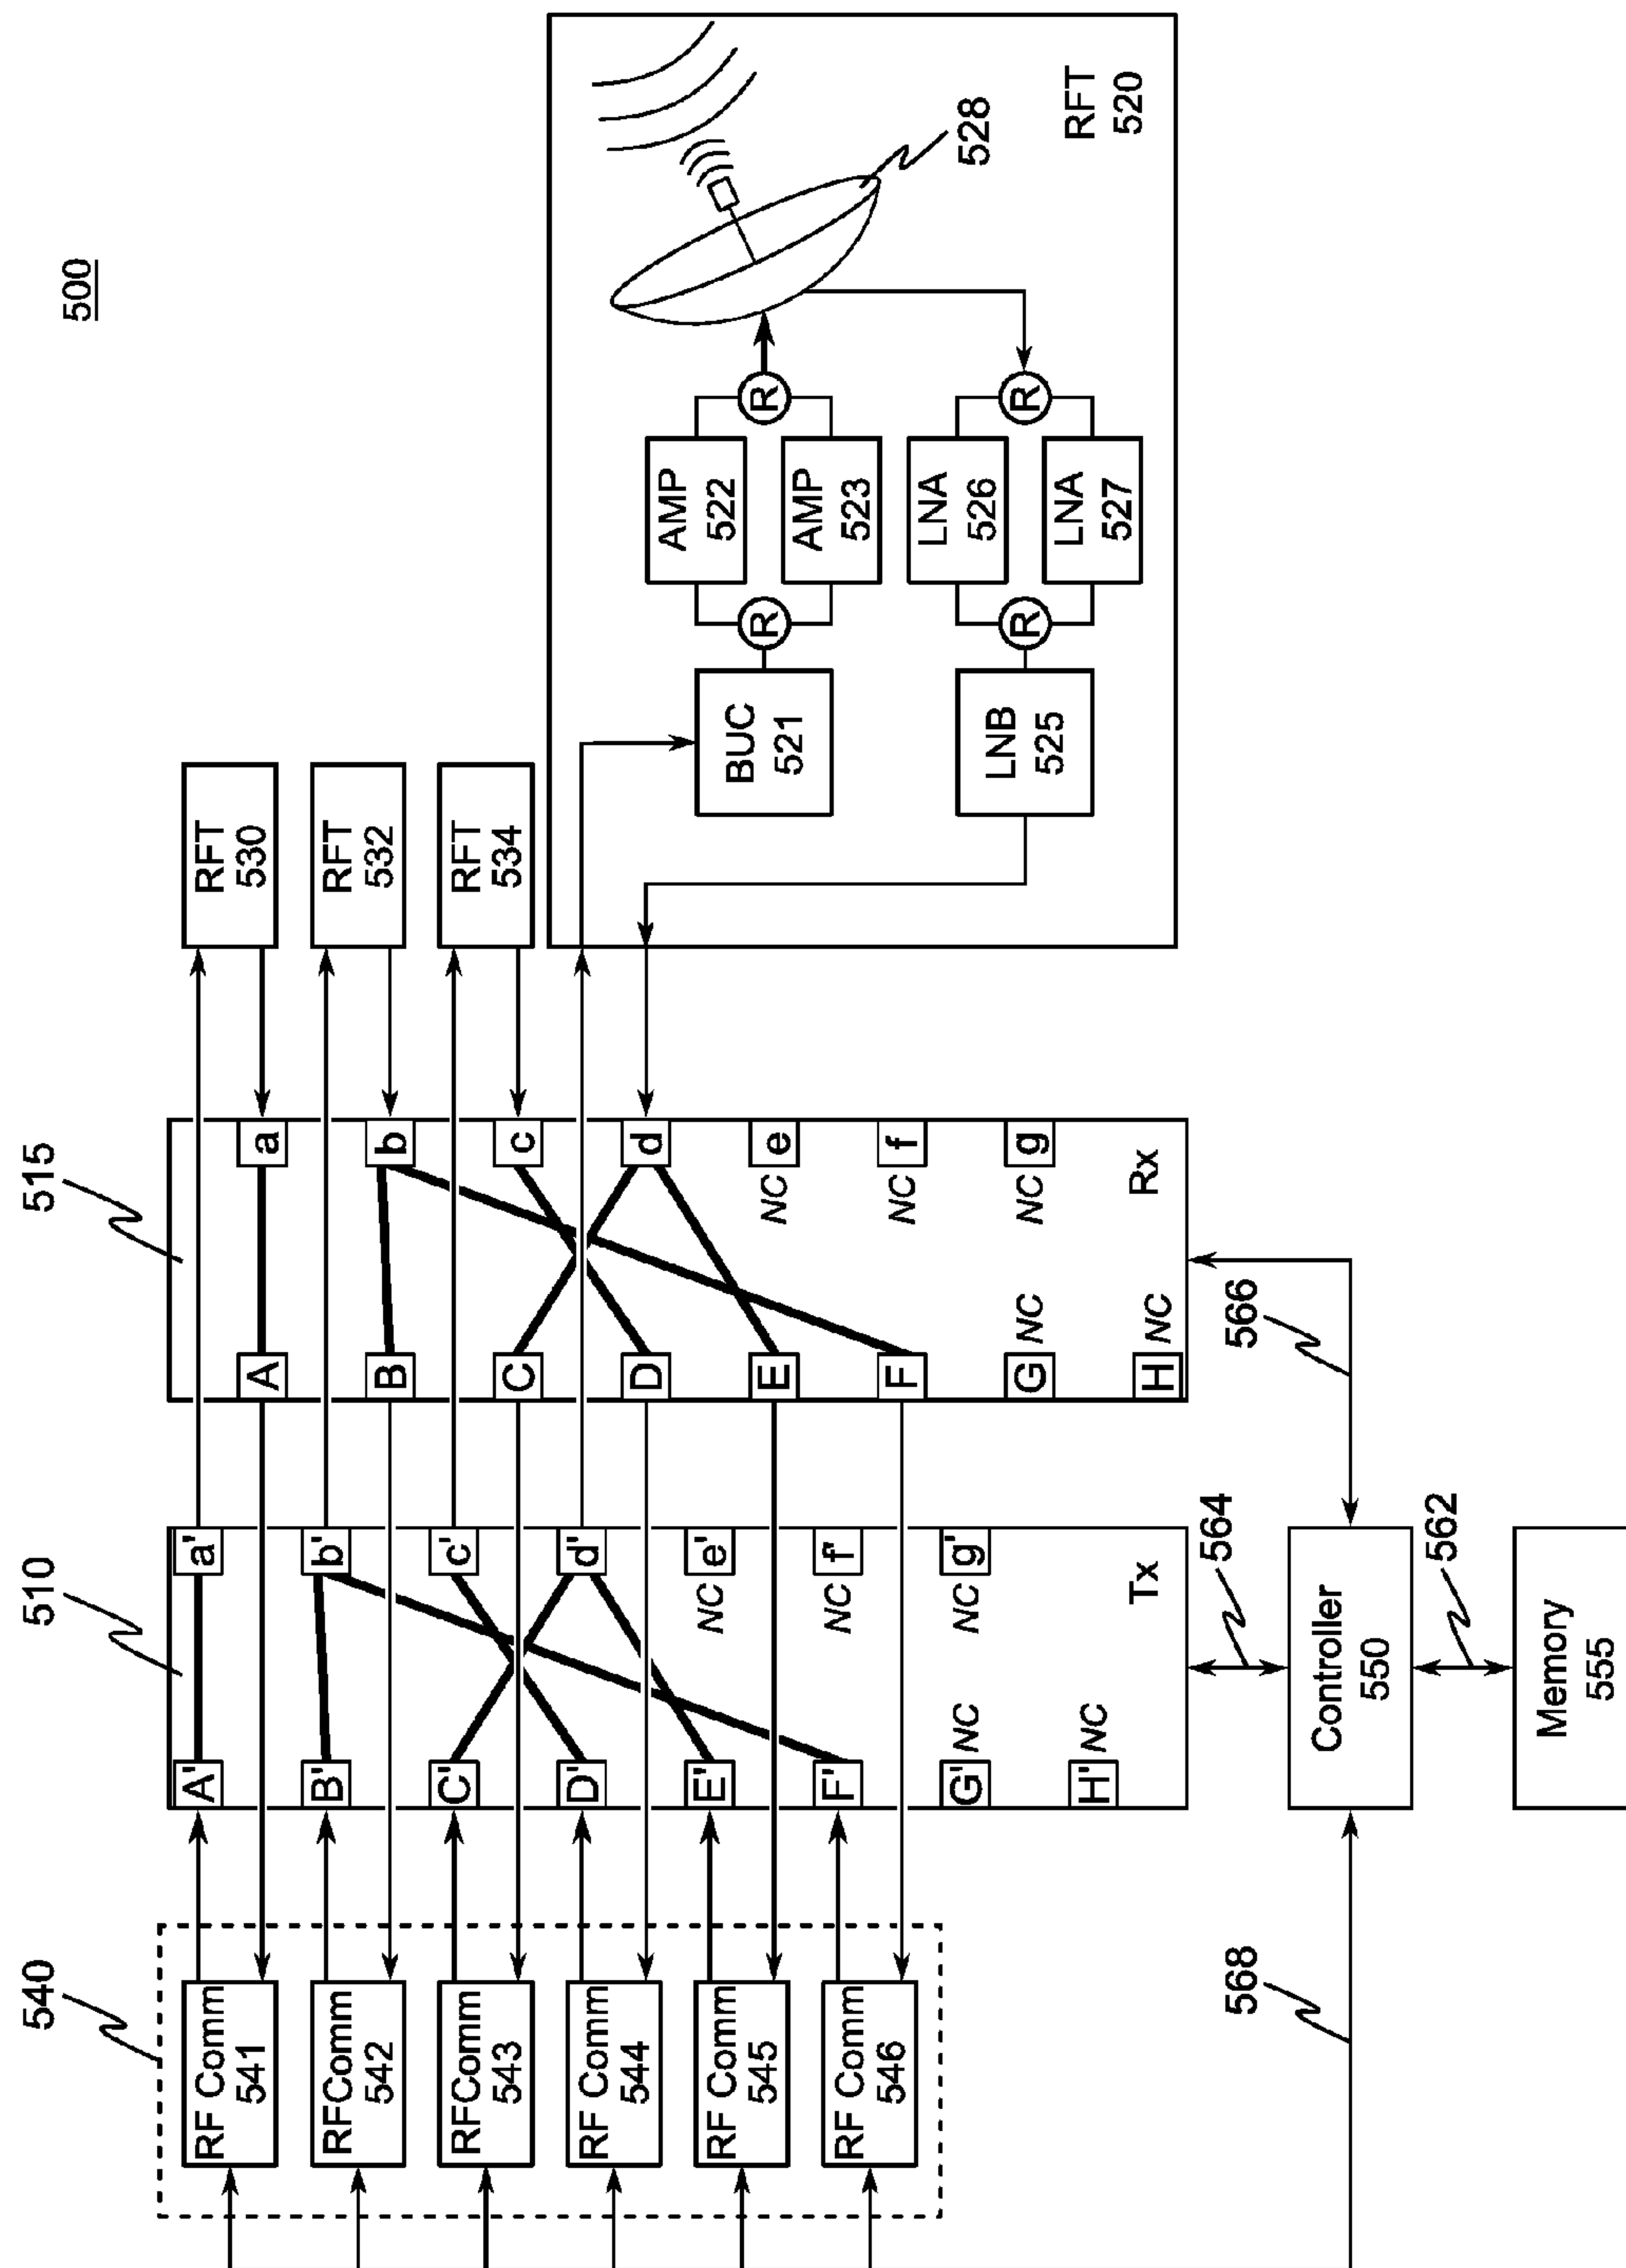 500
540
510
515
RF Comm
541
RFComm
542
RFComm
543
RF Comm
544
RF Comm
545
RF Comm
546
A'
B'
C'
D'
E'
F'
G'
NC
H'
NC
a'
b'
c'
d'
NC
e'
NC
f'
NC
g'
Tx
A
B
C
D
E
F
G
NC
H
NC
a
b
c
d
NC
e
NC
f
NC
g
Rx
RFT
530
RFT
532
RFT
534
BUC
521
R
AMP
522
AMP
523
R
LNB
525
R
LNA
526
LNA
527
R
528
RFT
520
568
564
566
Controller
550
562
Memory
555